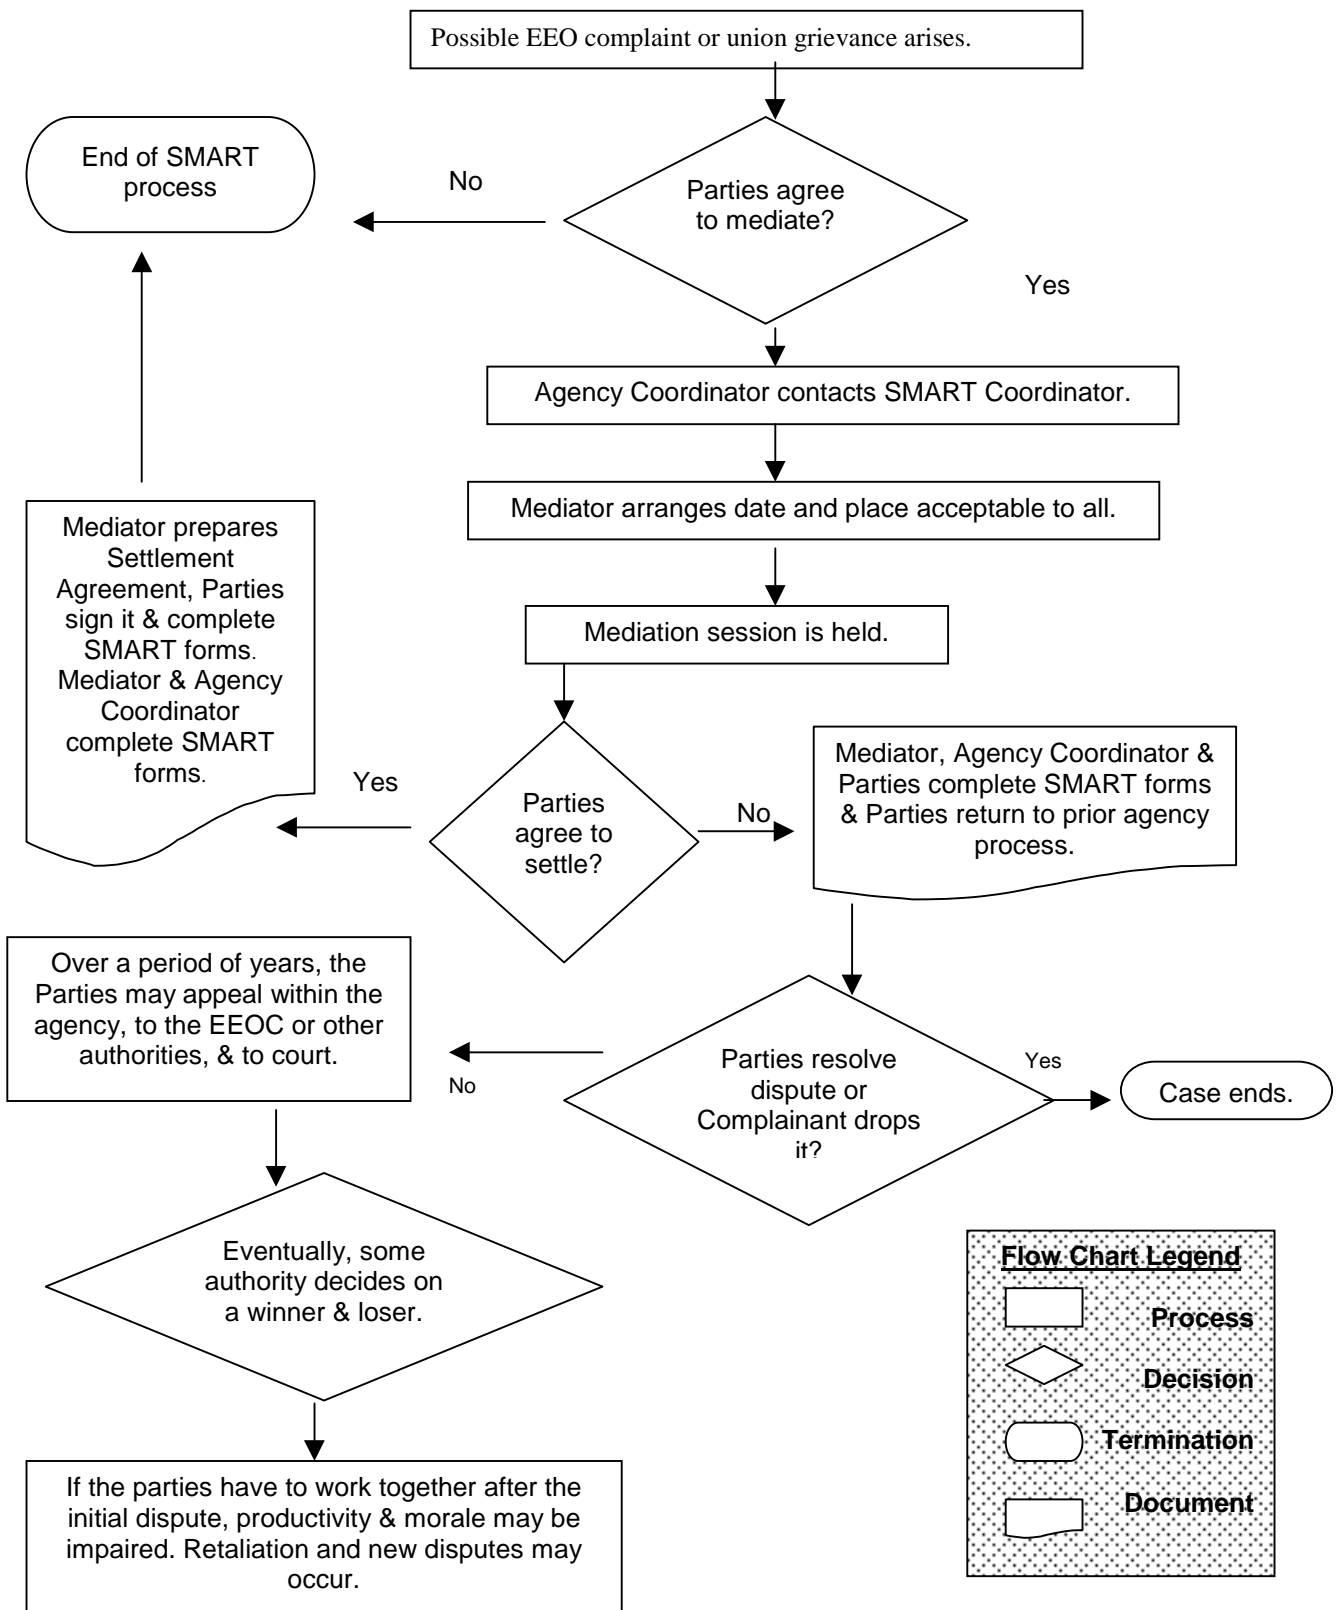 Possible EEO complaint or union grievance arises.
End of SMART
process
No
Parties agree
to mediate?
Yes
Agency Coordinator contacts SMART Coordinator.
Mediator arranges date and place acceptable to all.
Mediation session is held.
Mediator prepares
Settlement
Agreement, Parties
sign it & complete
SMART forms.
Mediator & Agency
Coordinator
complete SMART
forms.
Yes
Parties
agree to
settle?
No
Mediator, Agency Coordinator &
Parties complete SMART forms
& Parties return to prior agency
process.
Over a period of years, the
Parties may appeal within the
agency, to the EEOC or other
authorities, & to court.
No
Parties resolve
dispute or
Complainant drops
it?
Yes
Case ends.
Eventually, some
authority decides on
a winner & loser.
If the parties have to work together after the
initial dispute, productivity & morale may be
impaired. Retaliation and new disputes may
occur.
Flow Chart Legend
Process
Decision
Termination
Document